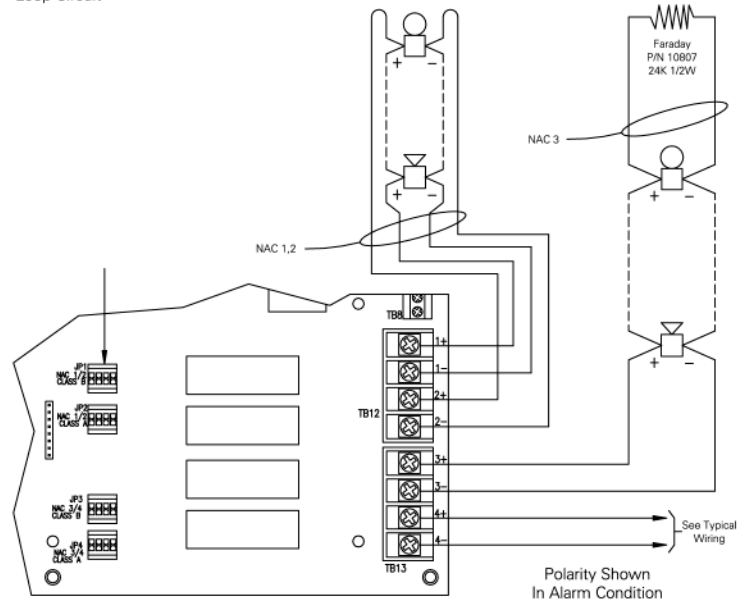 Faraday
P/N 10807
24K 1/2W
NAC 3
+ -
+ -
+ -
NAC 1,2
+ -
TB8
JP1
NAC 1/2
CLASS B
JP2
NAC 1/2
CLASS A
JP3
NAC 3/4
CLASS B
JP4
NAC 3/4
CLASS A
1+
1-
2+
2-
TB12
3+
3-
4+
4-
TB13
See Typical
Wiring
Polarity Shown
In Alarm Condition